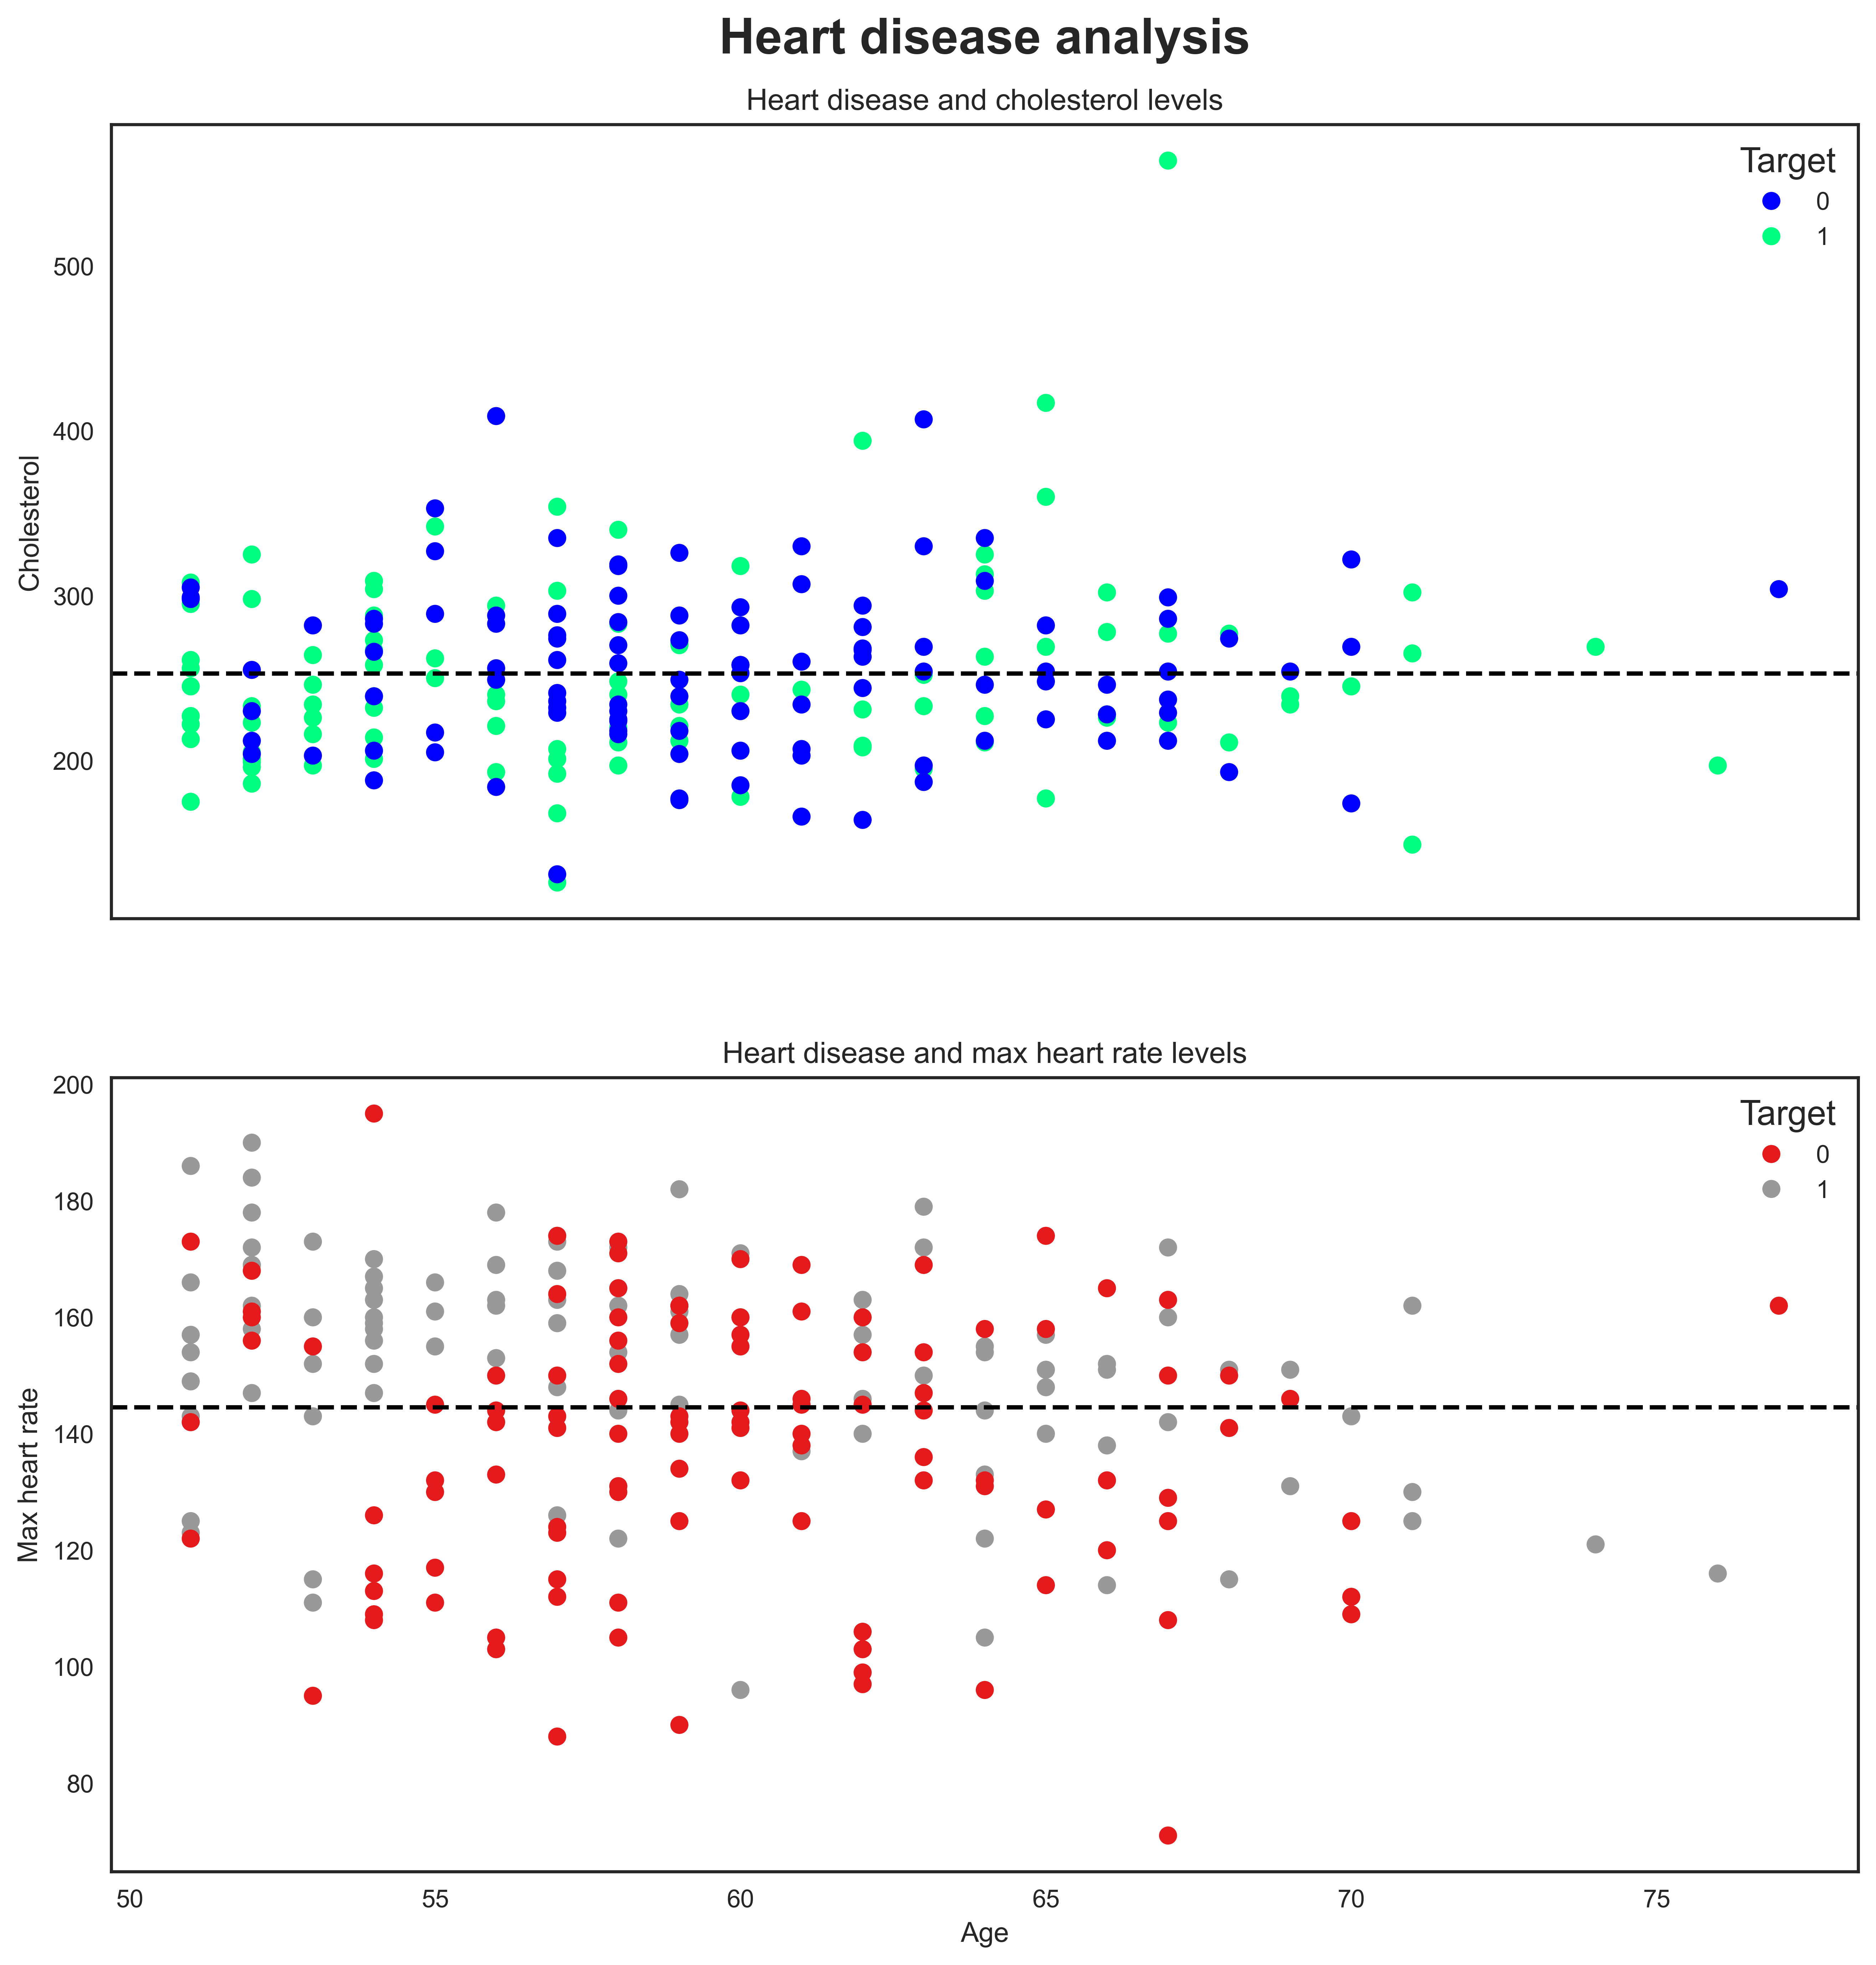 Heart disease analysis
Heart disease and cholesterol levels
Target
0
1
500
400
300
200
Cholesterol
Heart disease and max heart rate levels
Target
0
1
200
180
160
140
120
100
80
Max heart rate
50 55 60 65 70 75
Age